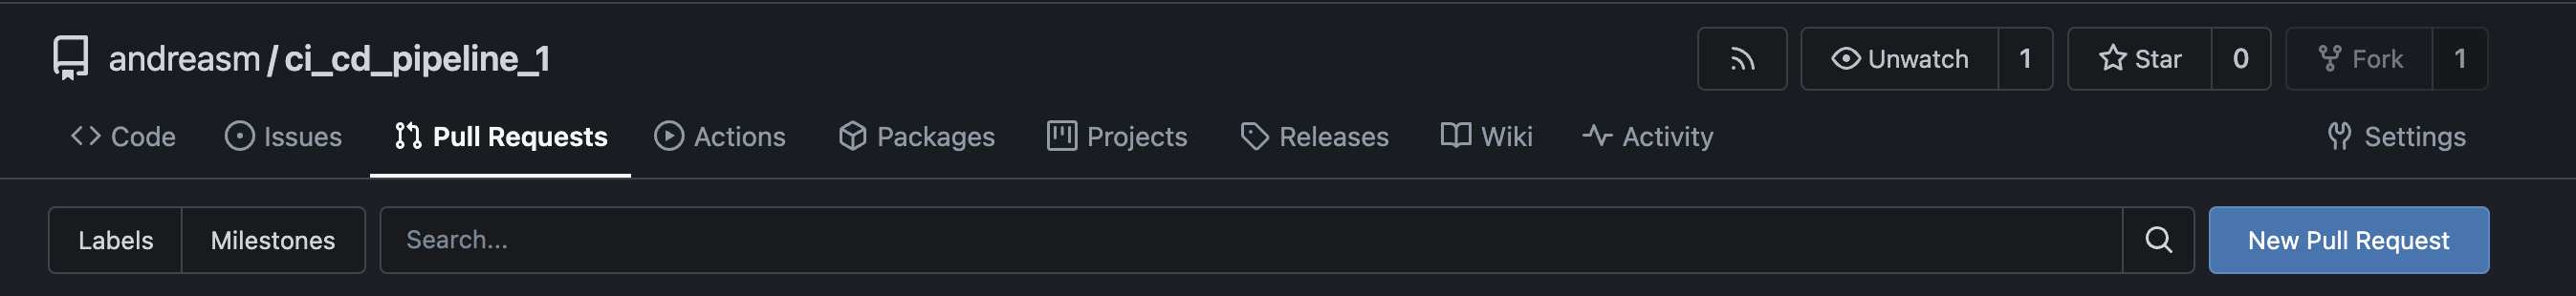 andreasm/ci_cd_pipeline_1 Unwatch 1 Star 0 Fork 1
Code Issues Pull Requests Actions Packages Projects Releases Wiki Activity Settings
Labels Milestones Search... New Pull Request